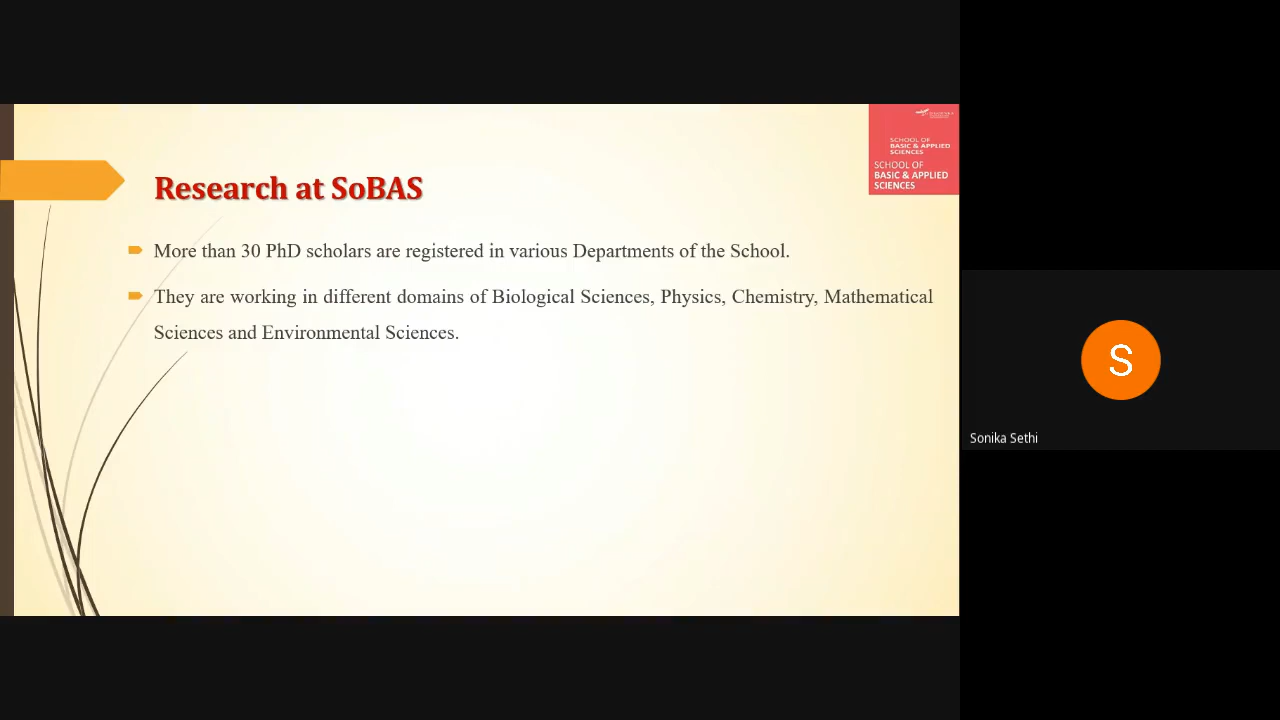 SCHOOL OF
BASIC & APPLIED
SCIENCES
SCHOOL OF
BASIC & APPLIED
SCIENCES
Research at SoBAS
More than 30 PhD scholars are registered in various Departments of the School.
They are working in different domains of Biological Sciences, Physics, Chemistry, Mathematical
Sciences and Environmental Sciences.
S
Sonika Sethi